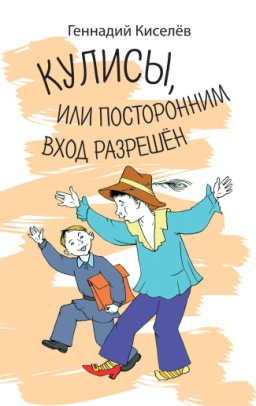 Геннадий Киселёв
КУЛИСЫ,
ИЛИ ПОСТОРОННИМ
ВХОД РАЗРЕШЁН